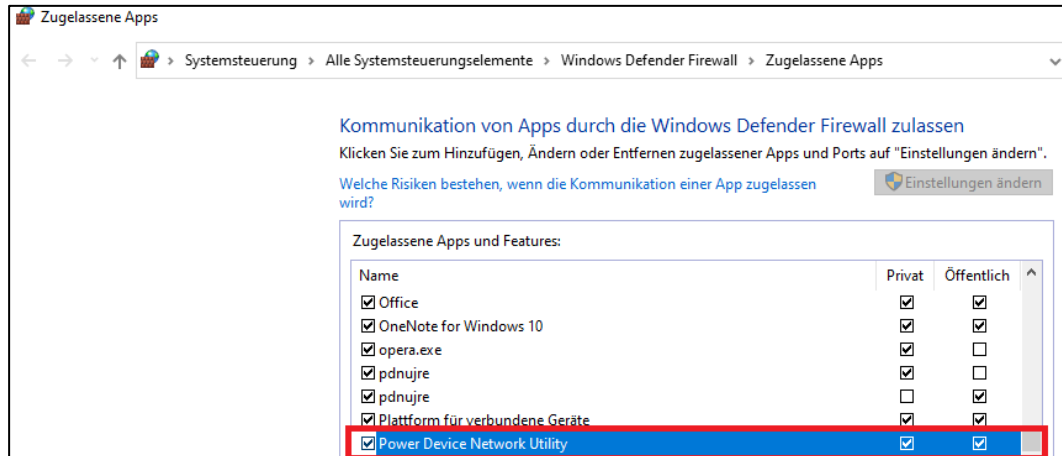 Zugelassene Apps
Systemsteuerung > Alle Systemsteuerungselemente > Windows Defender Firewall > Zugelassene Apps
Kommunikation von Apps durch die Windows Defender Firewall zulassen
Klicken Sie zum Hinzufügen, Ändern oder Entfernen zugelassener Apps und Ports auf "Einstellungen ändern".
Welche Risiken bestehen, wenn die Kommunikation einer App zugelassen
wird?
Einstellungen ändern
Zugelassene Apps und Features:
Name Privat Öffentlich
Office
OneNote for Windows 10
opera.exe
pdnujre
pdnujre
Plattform für verbundene Geräte
Power Device Network Utility